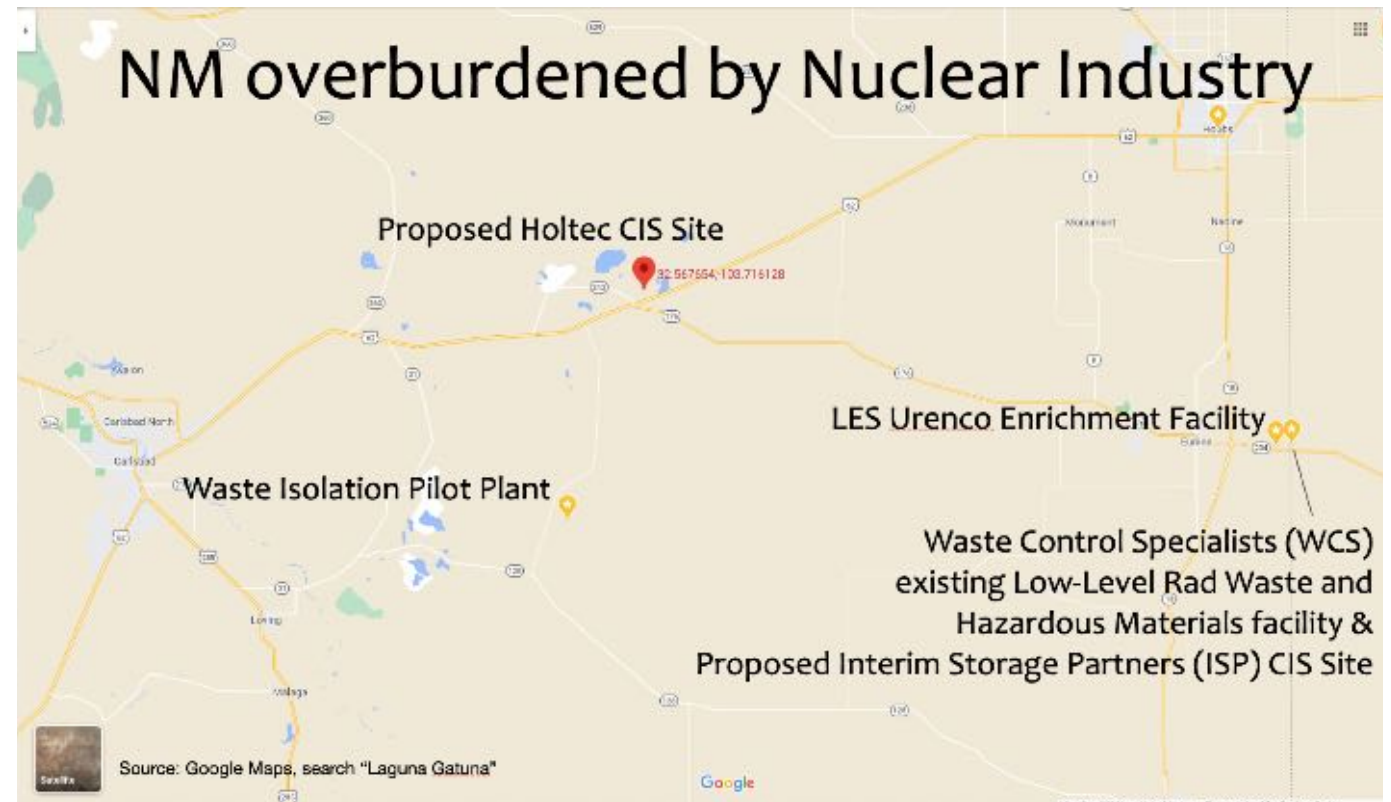 NM overburdened by Nuclear Industry
Hobbs
62
Proposed Holtec CIS Site
Monument
Nadine
32.567654,-103.716128
62
Carlsbad North
LES Urenco Enrichment Facility
Eunice
Carlsbad
Waste Isolation Pilot Plant
Waste Control Specialists (WCS)
existing Low-Level Rad Waste and
Hazardous Materials facility &
Proposed Interim Storage Partners (ISP) CIS Site
Loving
Malaga
Satellite
Source: Google Maps, search “Laguna Gatuna”
Google